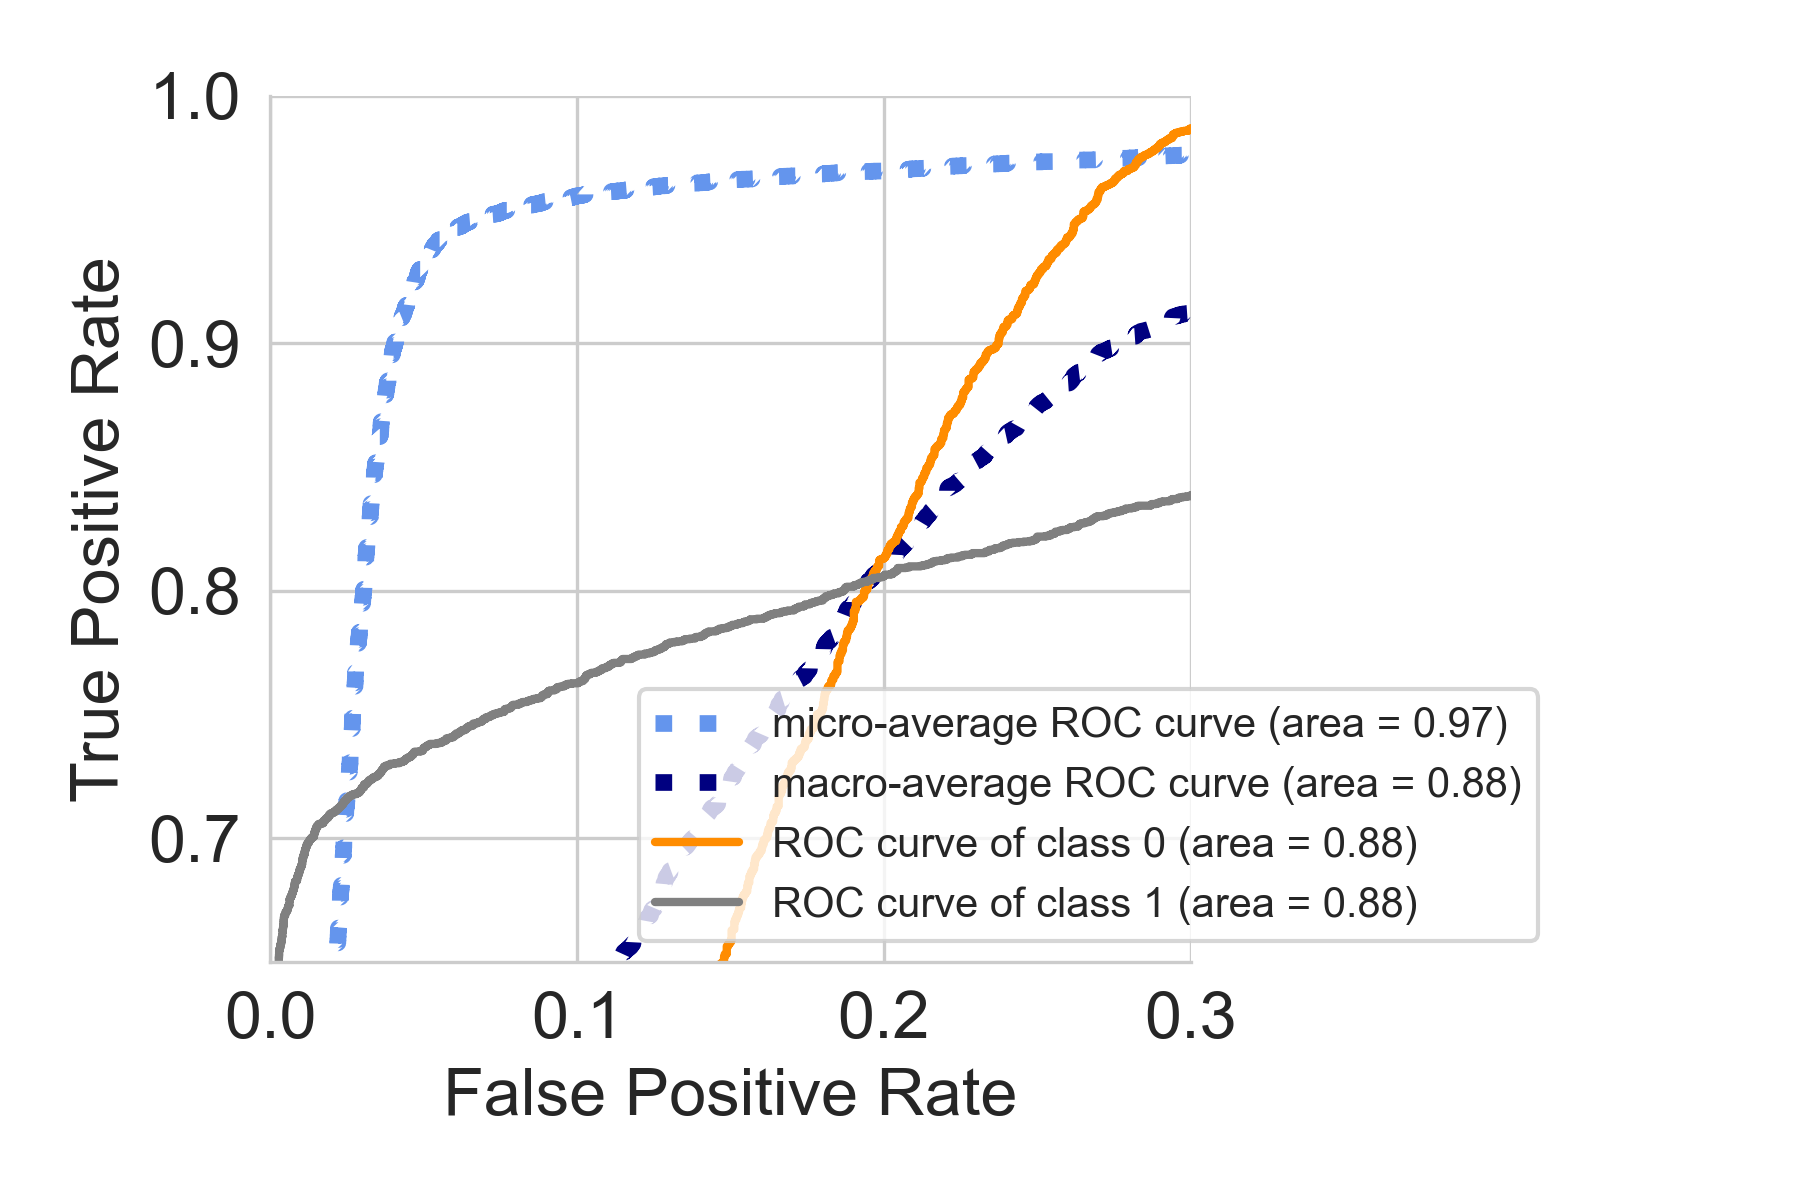 True Positive Rate
1.0
0.9
0.8
0.7
micro-average ROC curve (area = 0.97)
macro-average ROC curve (area = 0.88)
ROC curve of class 0 (area = 0.88)
ROC curve of class 1 (area = 0.88)
0.0 0.1 0.2 0.3
False Positive Rate